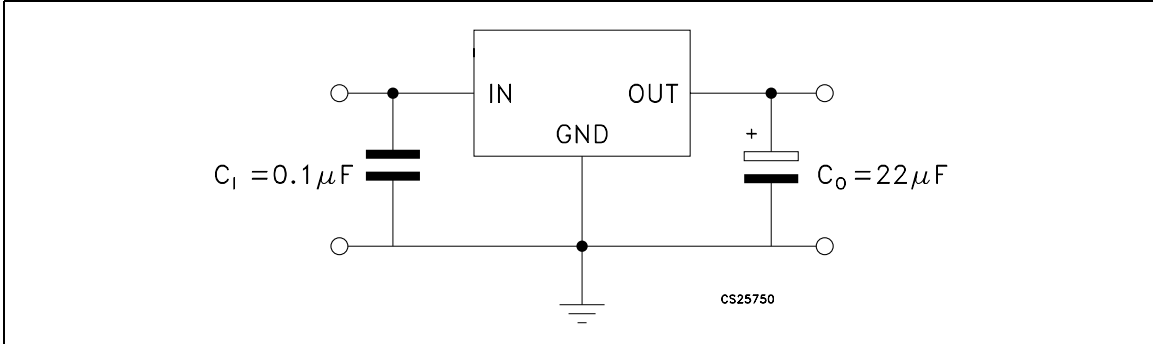 IN OUT
GND
+
C_I =0.1μF
C_O =22μF
CS25750